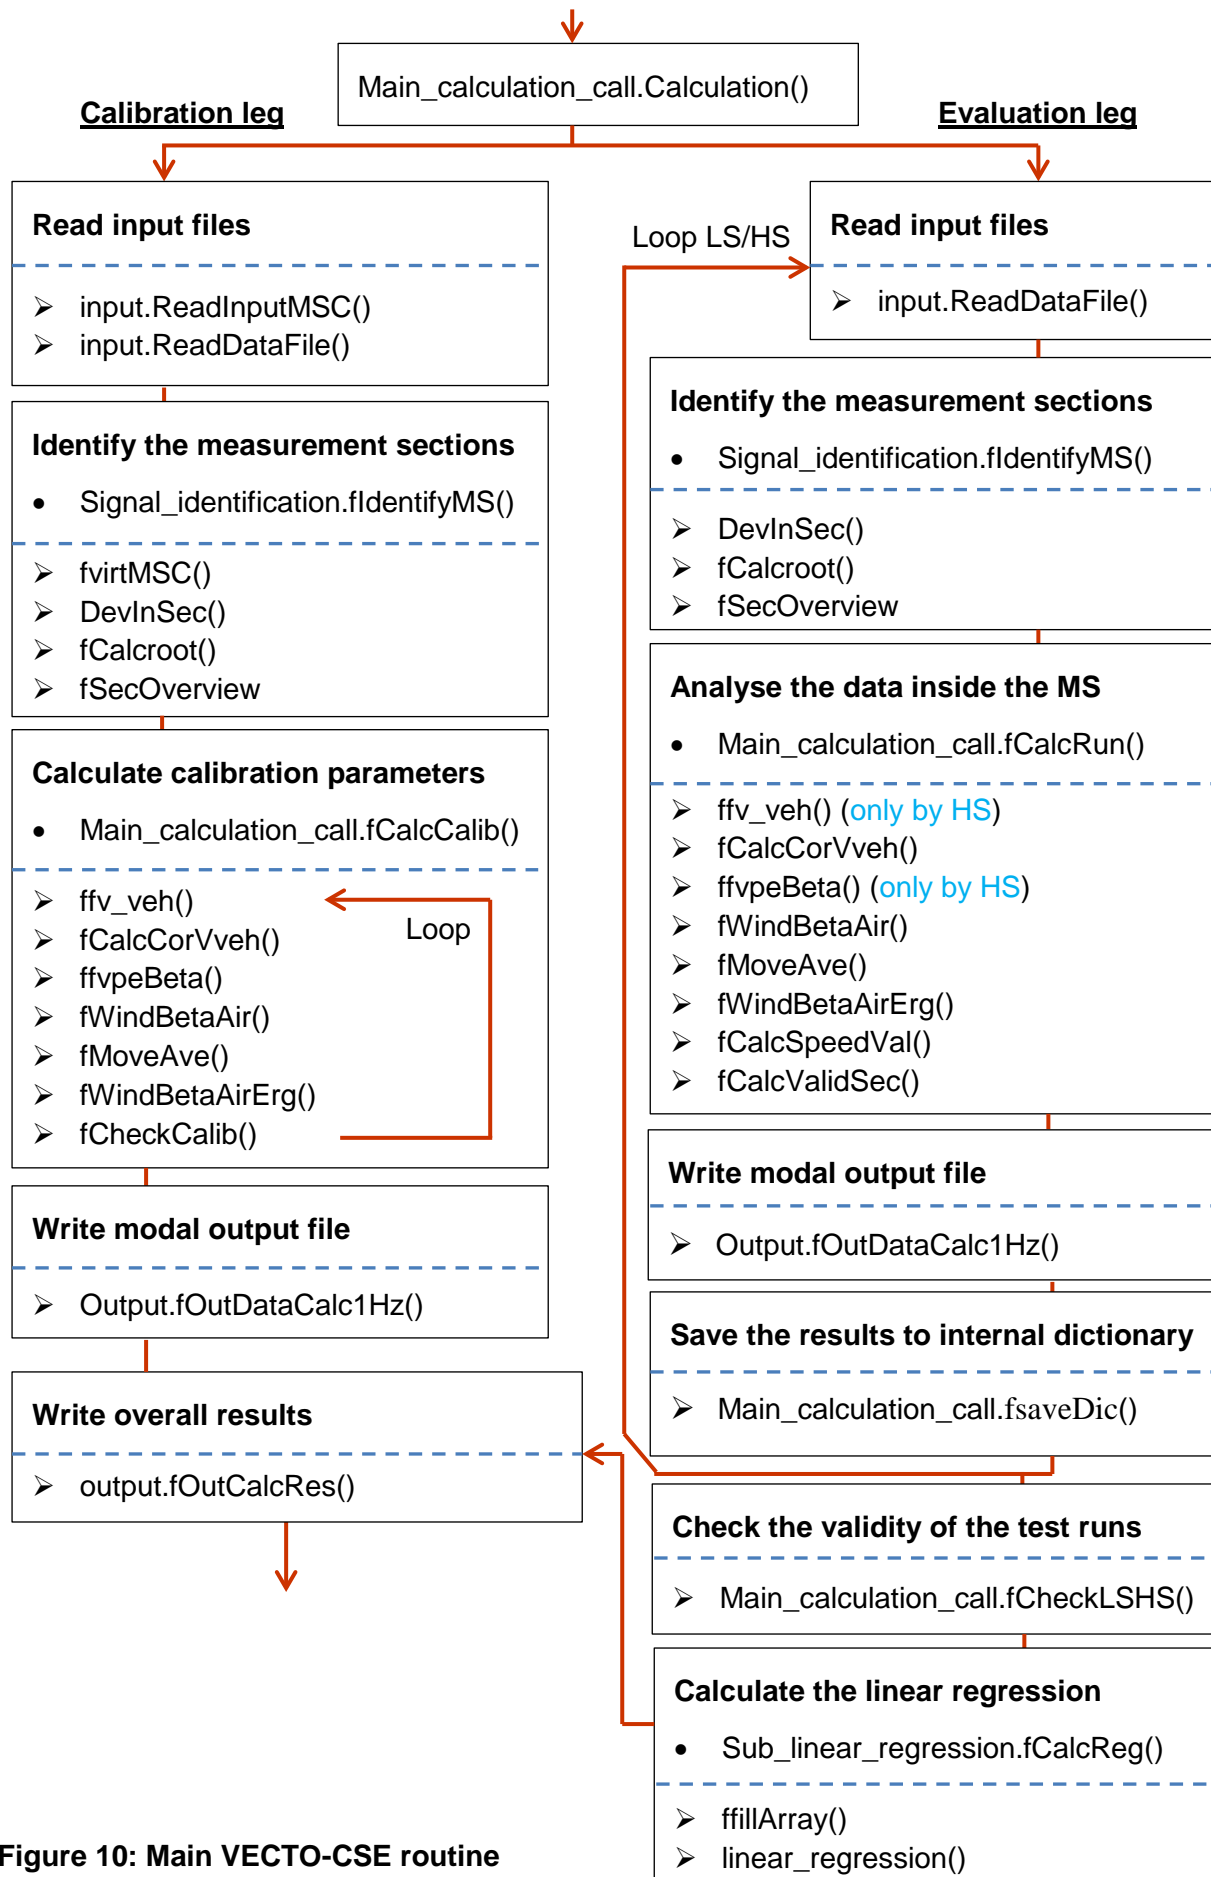 Main_calculation_call.Calculation()
Calibration leg
Evaluation leg
Read input files
input.ReadInputMSC()
input.ReadDataFile()
Identify the measurement sections
Signal_identification.fIdentifyMS()
fvirtMSC()
DevInSec()
fCalcroot()
fSecOverview
Calculate calibration parameters
Main_calculation_call.fCalcCalib()
ffv_veh()
fCalcCorVveh()
ffvpeBeta()
fWindBetaAir()
fMoveAve()
fWindBetaAirErg()
fCheckCalib()
Loop
Write modal output file
Output.fOutDataCalc1Hz()
Write overall results
output.fOutCalcRes()
Loop LS/HS
Read input files
input.ReadDataFile()
Identify the measurement sections
Signal_identification.fIdentifyMS()
DevInSec()
fCalcroot()
fSecOverview
Analyse the data inside the MS
Main_calculation_call.fCalcRun()
ffv_veh() (only by HS)
fCalcCorVveh()
ffvpeBeta() (only by HS)
fWindBetaAir()
fMoveAve()
fWindBetaAirErg()
fCalcSpeedVal()
fCalcValidSec()
Write modal output file
Output.fOutDataCalc1Hz()
Save the results to internal dictionary
Main_calculation_call.fsaveDic()
Check the validity of the test runs
Main_calculation_call.fCheckLSHS()
Calculate the linear regression
Sub_linear_regression.fCalcReg()
ffillArray()
linear_regression()
Figure 10: Main VECTO-CSE routine